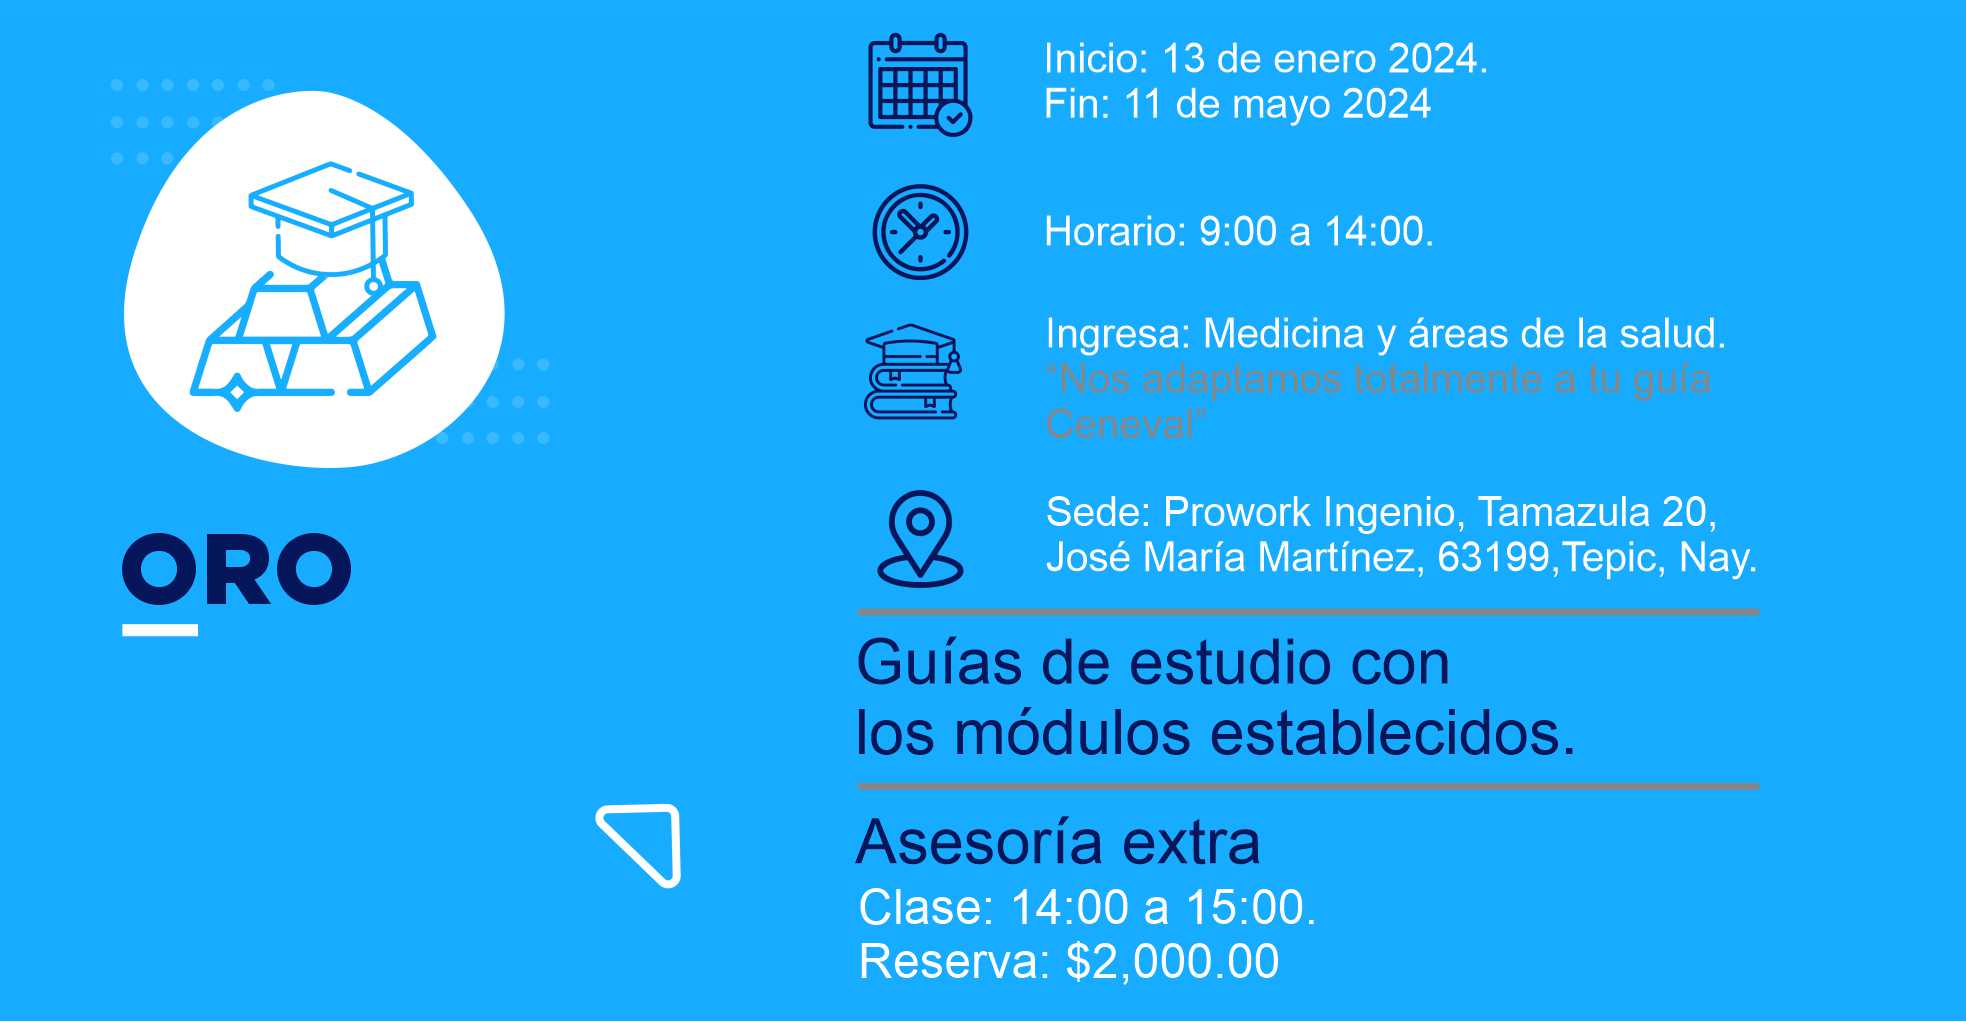 ORO
Inicio: 13 de enero 2024.
Fin: 11 de mayo 2024
Horario: 9:00 a 14:00.
Ingresa: Medicina y áreas de la salud.
“Nos adaptamos totalmente a tu guía
Ceneval”
Sede: Prowork Ingenio, Tamazula 20,
José María Martínez, 63199,Tepic, Nay.
Guías de estudio con
los módulos establecidos.
Asesoría extra
Clase: 14:00 a 15:00.
Reserva: $2,000.00